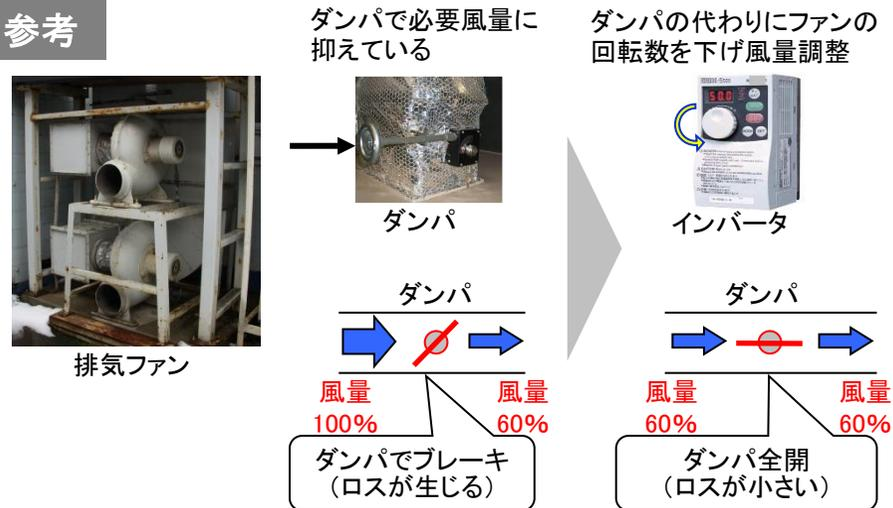 参考
ダンパで必要風量に
抑えている
ダンパの代わりにファンの
回転数を下げ風量調整
50.0
ダンパ
インバータ
排気ファン
ダンパ
風量
100%
風量
60%
ダンパでブレーキ
(ロスが生じる)
ダンパ
風量
60%
風量
60%
ダンパ全開
(ロスが小さい)